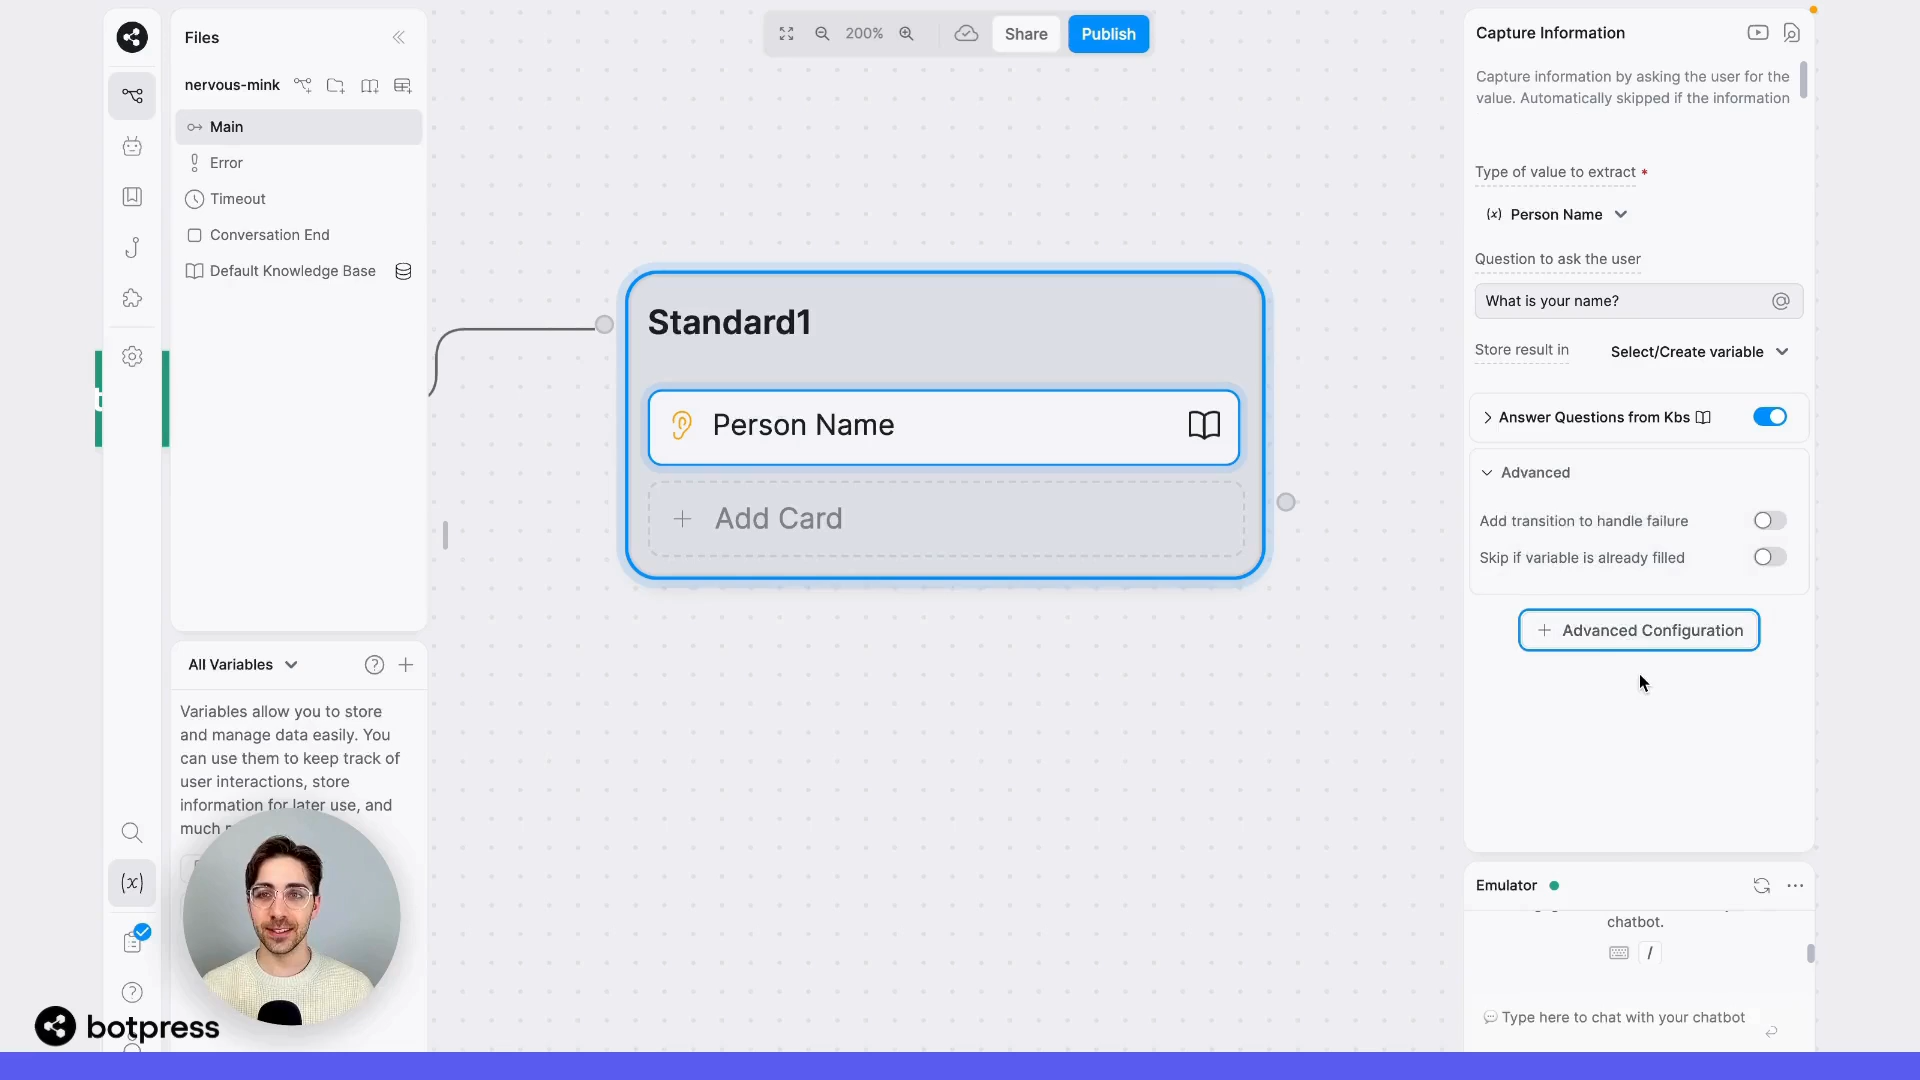 Files
nervous-mink
Main
Error
Timeout
Conversation End
Default Knowledge Base
All Variables
Variables allow you to store
and manage data easily. You
can use them to keep track of
user interactions, store
information for later use, and
much
(x)
botpress
200%
Share
Publish
Standard1
Person Name
Add Card
Capture Information
Capture information by asking the user for the
value. Automatically skipped if the information
Type of value to extract *
(x) Person Name
Question to ask the user
What is your name?
Store result in
Select/Create variable
Answer Questions from Kbs
Advanced
Add transition to handle failure
Skip if variable is already filled
+ Advanced Configuration
Emulator
chatbot.
/
Type here to chat with your chatbot